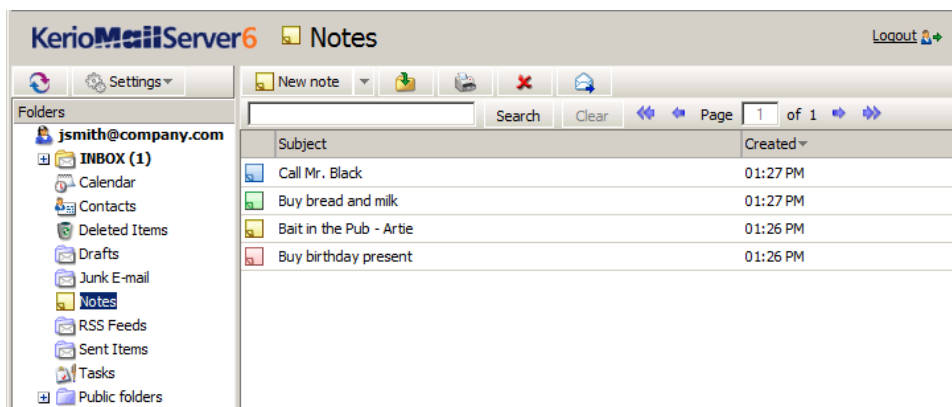 KerioMailServer6 Notes Logout
Settings New note
Folders Search Clear Page 1 of 1
jsmith@company.com Subject Created
INBOX (1) Call Mr. Black 01:27 PM
Calendar
Contacts Buy bread and milk 01:27 PM
Deleted Items Bait in the Pub - Artie 01:26 PM
Drafts Buy birthday present 01:26 PM
Junk E-mail
Notes
RSS Feeds
Sent Items
Tasks
Public folders